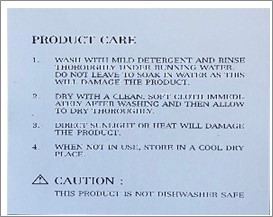 PRODUCT CARE
1. WASH WITH MILD DETERGENT AND RINSE
THOROUGHLY UNDER RUNNING WATER.
DO NOT LEAVE TO SOAK IN WATER AS THIS
WILL DAMAGE THE PRODUCT.
2. DRY WITH A CLEAN, SOFT CLOTH IMMEDI-
ATELY AFTER WASHING AND THEN ALLOW
TO DRY THOROUGHLY.
3. DIRECT SUNLIGHT OR HEAT WILL DAMAGE
THE PRODUCT.
4. WHEN NOT IN USE, STORE IN A COOL DRY
PLACE.
⚠ CAUTION :
THIS PRODUCT IS NOT DISHWASHER SAFE